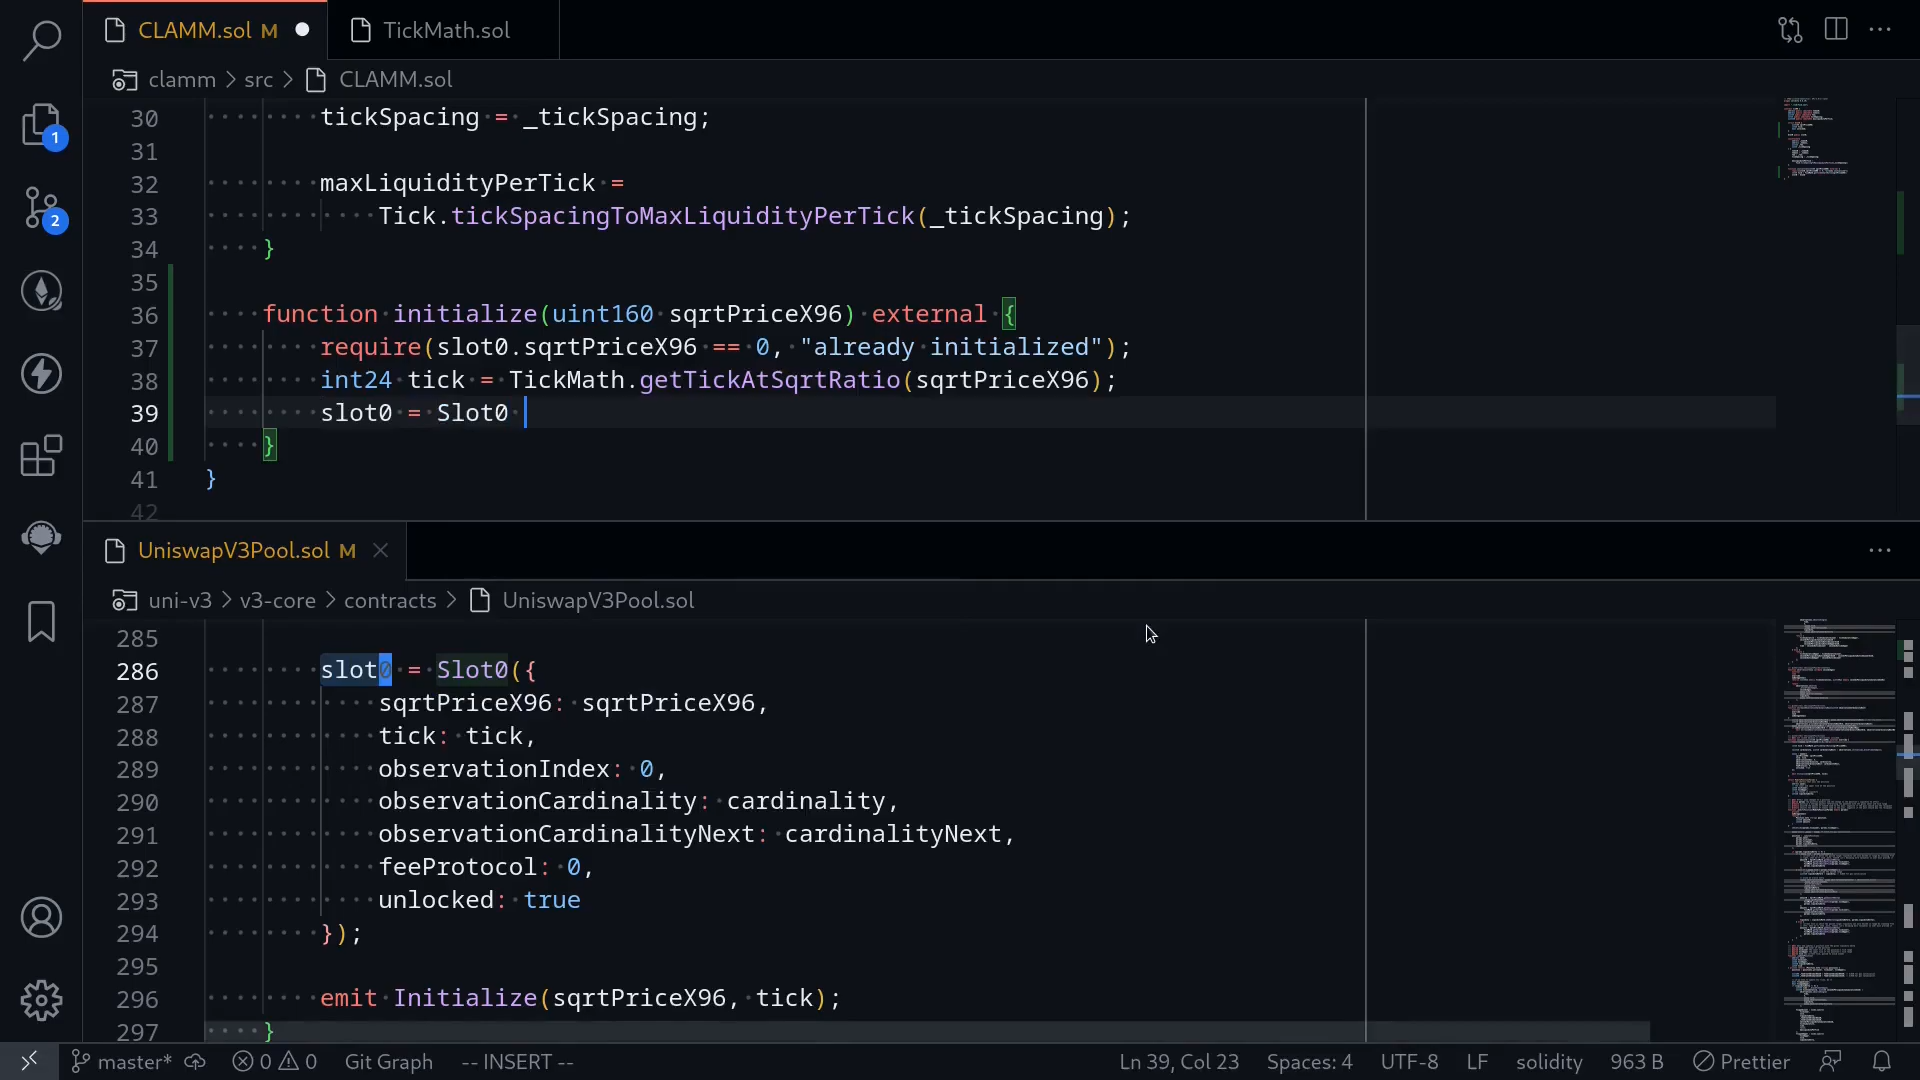 CLAMM.sol M
TickMath.sol
clamm > src > CLAMM.sol
30 tickSpacing = _tickSpacing;
31
32 maxLiquidityPerTick =
33 Tick.tickSpacingToMaxLiquidityPerTick(_tickSpacing);
34 }
35
36 function initialize(uint160 sqrtPriceX96) external {
37 require(slot0.sqrtPriceX96 == 0, "already initialized");
38 int24 tick = TickMath.getTickAtSqrtRatio(sqrtPriceX96);
39 slot0 = Slot0
40 }
41 }
42
1
2
UniswapV3Pool.sol M
uni-v3 > v3-core > contracts > UniswapV3Pool.sol
285
286 slot0 = Slot0({
287 sqrtPriceX96: sqrtPriceX96,
288 tick: tick,
289 observationIndex: 0,
290 observationCardinality: cardinality,
291 observationCardinalityNext: cardinalityNext,
292 feeProtocol: 0,
293 unlocked: true
294 });
295
296 emit Initialize(sqrtPriceX96, tick);
297 }
master* 0 0 Git Graph -- INSERT -- Ln 39, Col 23 Spaces: 4 UTF-8 LF solidity 963 B Prettier